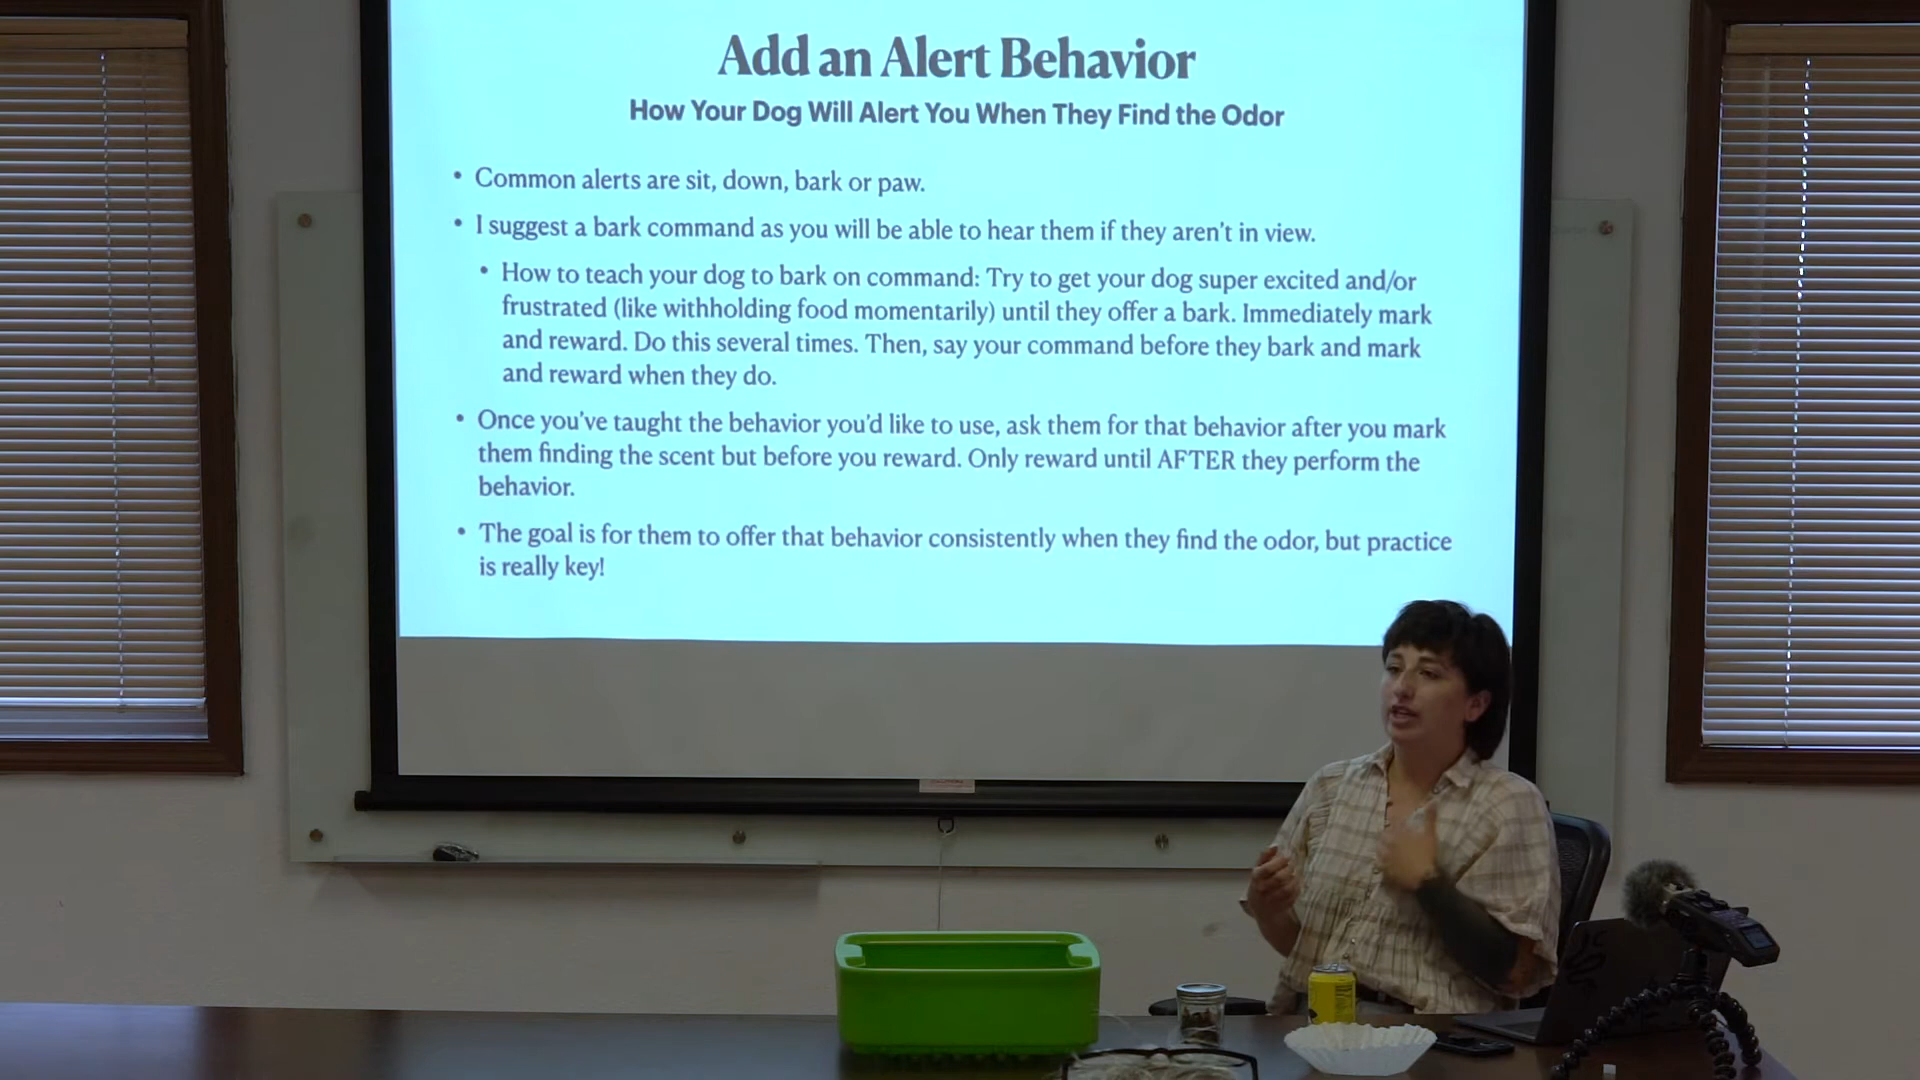 Add an Alert Behavior
How Your Dog Will Alert You When They Find the Odor
• Common alerts are sit, down, bark or paw.
• I suggest a bark command as you will be able to hear them if they aren't in view.
• How to teach your dog to bark on command: Try to get your dog super excited and/or
frustrated (like withholding food momentarily) until they offer a bark. Immediately mark
and reward. Do this several times. Then, say your command before they bark and mark
and reward when they do.
• Once you've taught the behavior you'd like to use, ask them for that behavior after you mark
them finding the scent but before you reward. Only reward until AFTER they perform the
behavior.
• The goal is for them to offer that behavior consistently when they find the odor, but practice
is really key!